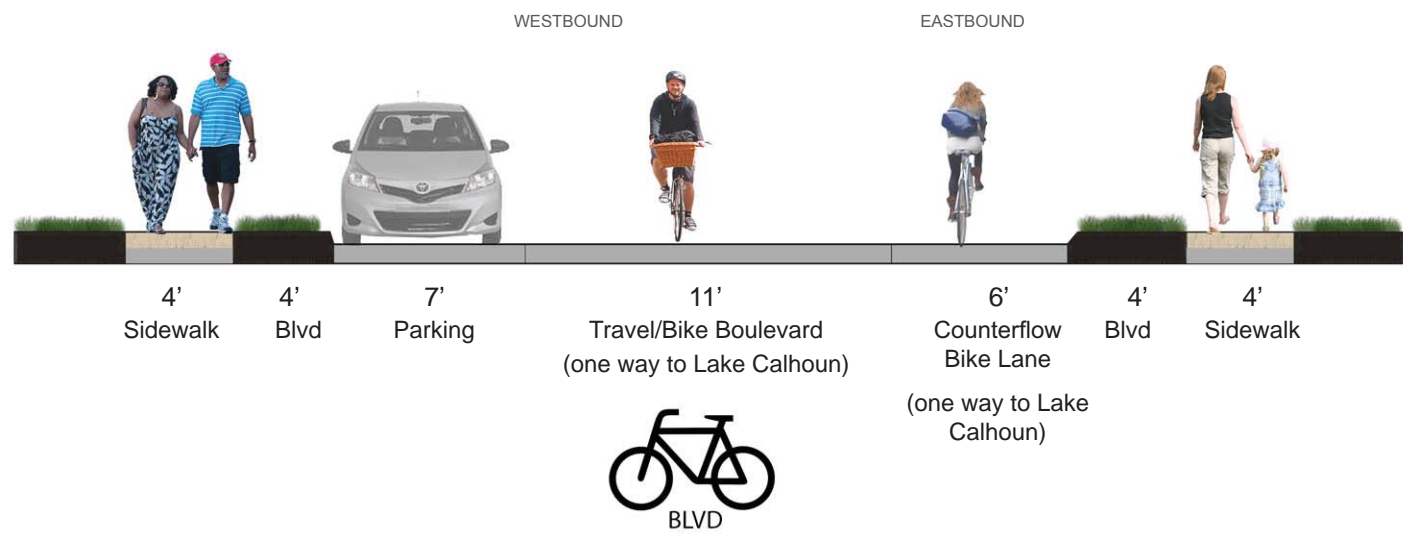 WESTBOUND
EASTBOUND
4’
Sidewalk
4’
Blvd
7’
Parking
11’
Travel/Bike Boulevard
(one way to Lake Calhoun)
6’
Counterflow
Bike Lane
(one way to Lake
Calhoun)
4’
Blvd
4’
Sidewalk
BLVD